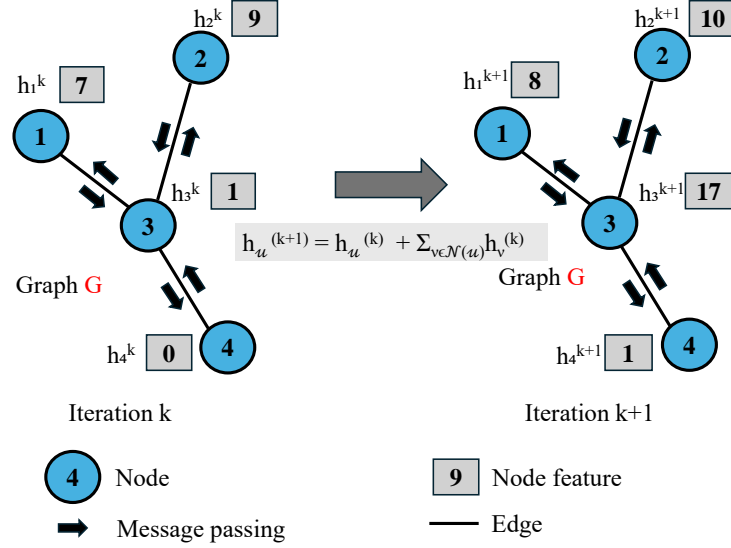 h₂ᵏ 9
2
h₁ᵏ 7
1
h₃ᵏ 1
3
Graph G
h₄ᵏ 0
4
Iteration k
h𝓊⁽ᵏ⁺¹⁾ = h𝓊⁽ᵏ⁾ + Σᵥϵ𝒩(𝓊)hᵥ⁽ᵏ⁾
h₂ᵏ⁺¹ 10
2
h₁ᵏ⁺¹ 8
1
h₃ᵏ⁺¹ 17
3
Graph G
h₄ᵏ⁺¹ 1
4
Iteration k+1
4 Node
9 Node feature
Message passing
Edge